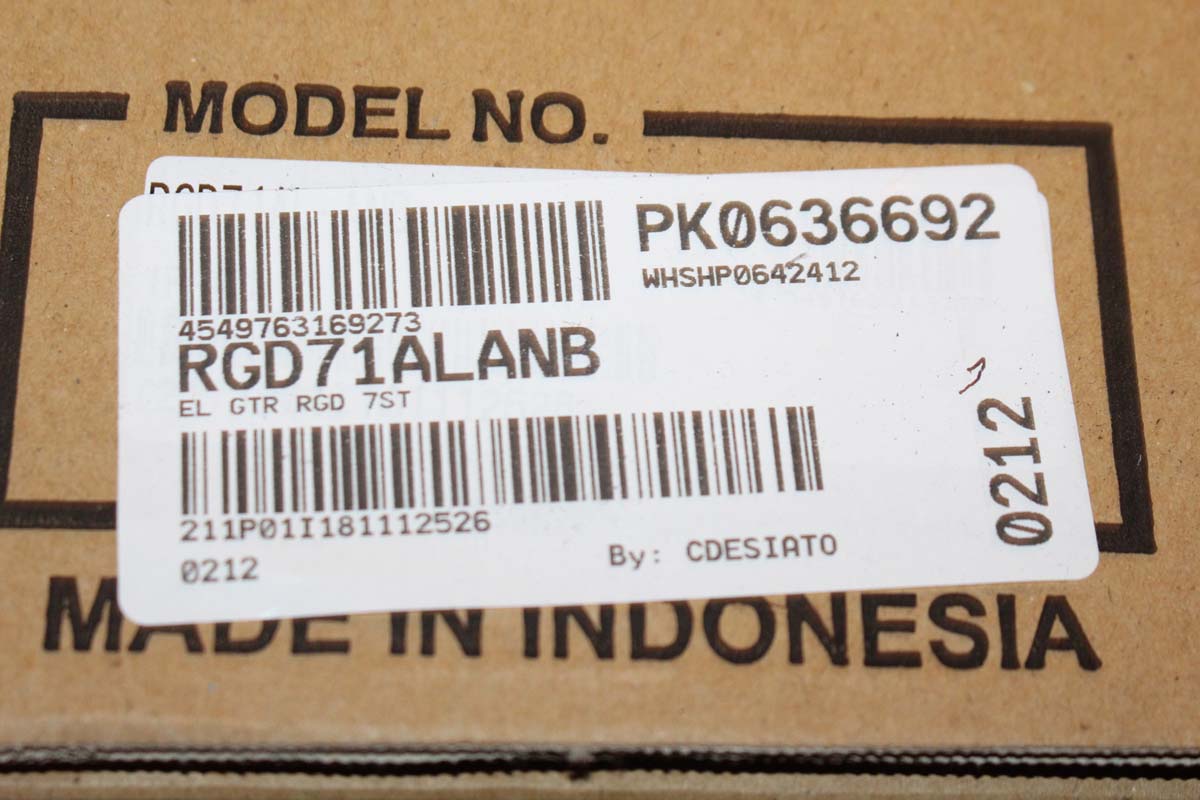 MODEL NO.
PK0636692
WHSHP0642412
4549763169273
RGD71ALANB
EL GTR RGD 7ST
211P01I181112526
0212
By: CDESIATO
0212
MADE IN INDONESIA